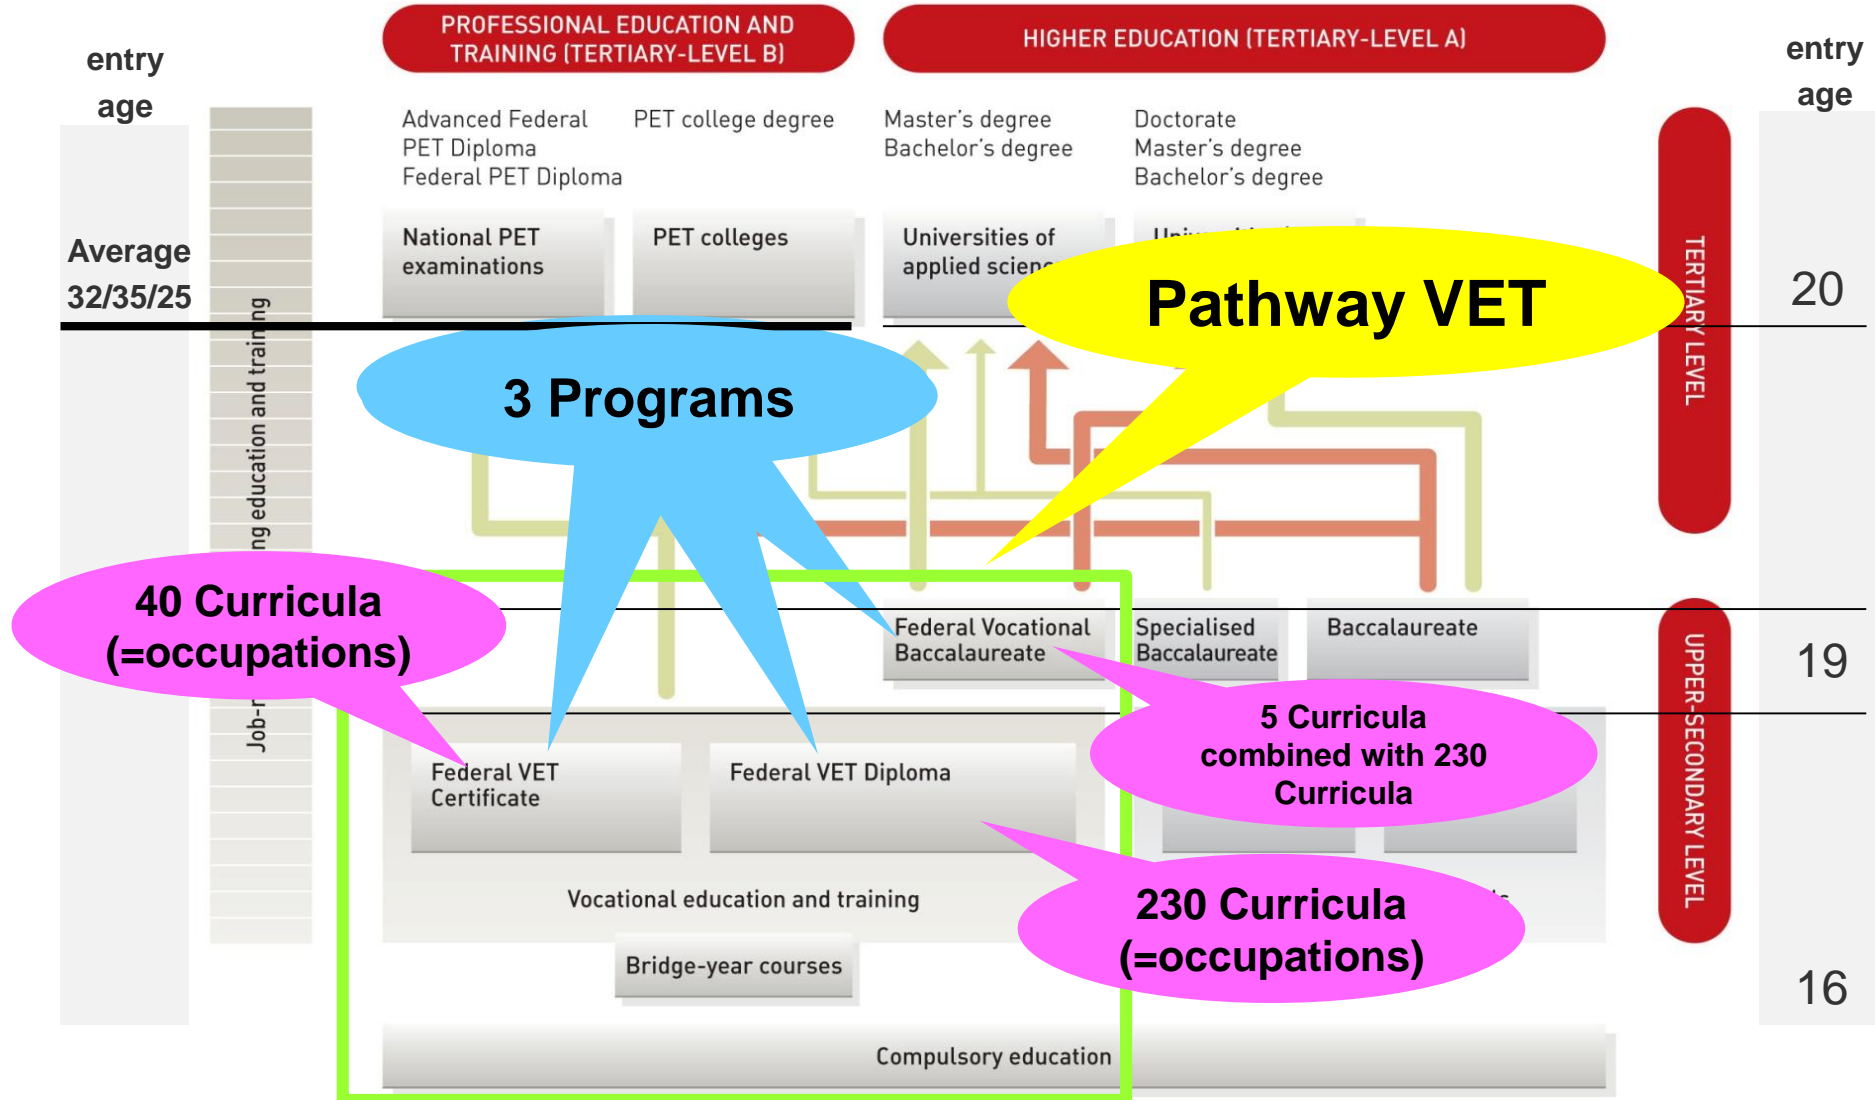 PROFESSIONAL EDUCATION AND
TRAINING (TERTIARY-LEVEL B)
HIGHER EDUCATION (TERTIARY-LEVEL A)
entry
age
entry
age
Advanced Federal
PET Diploma
Federal PET Diploma
PET college degree
Master's degree
Bachelor's degree
Doctorate
Master's degree
Bachelor's degree
Average
32/35/25
National PET
examinations
PET colleges
Universities of
applied
Pathway VET
20
TERTIARY LEVEL
3 Programs
education and training
40 Curricula
(=occupations)
Federal Vocational
Baccalaureate
Specialised
Baccalaureate
Baccalaureate
19
UPPER-SECONDARY LEVEL
5 Curricula
combined with 230
Curricula
Federal VET
Certificate
Federal VET Diploma
Vocational education and training
230 Curricula
(=occupations)
Bridge-year courses
16
Compulsory education